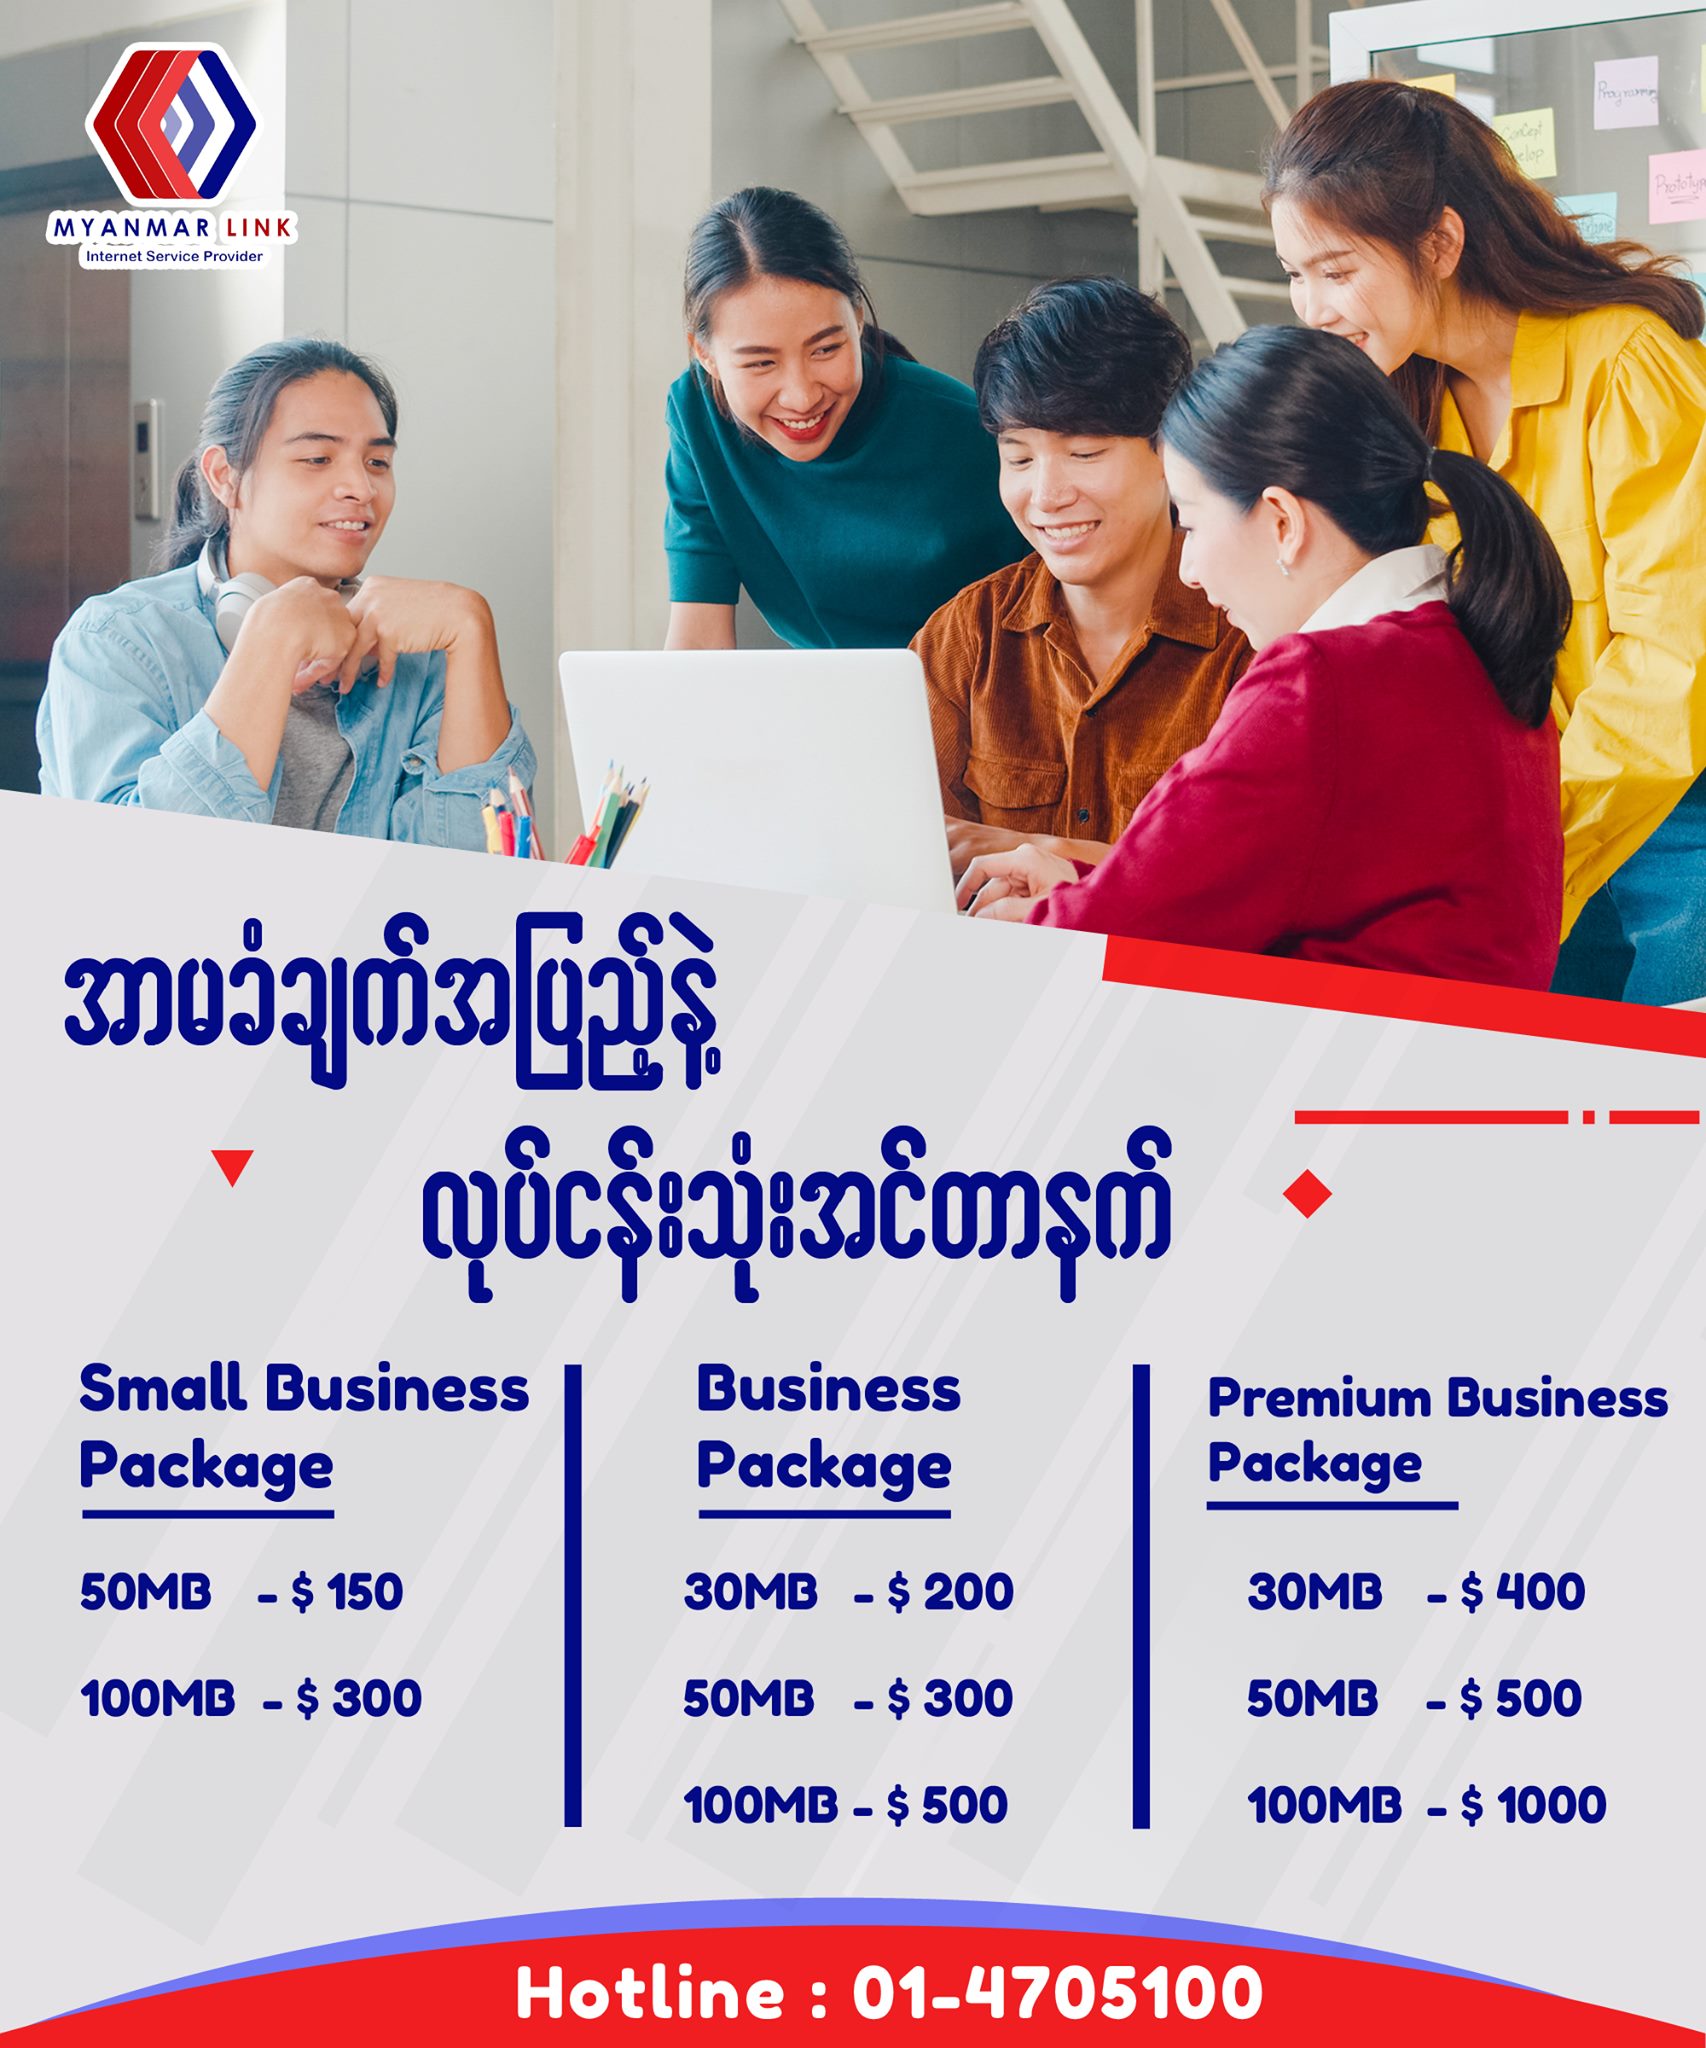 MYANMAR LINK
Internet Service Provider
Programming
Prototyp
အာမခံချက်အပြည့်နဲ့
လုပ်ငန်းသုံးအင်တာနက်
Small Business
Package
50MB - $ 150
100MB - $ 300
Business
Package
30MB - $ 200
50MB - $ 300
100MB - $ 500
Premium Business
Package
30MB - $ 400
50MB - $ 500
100MB - $ 1000
Hotline : 01-4705100